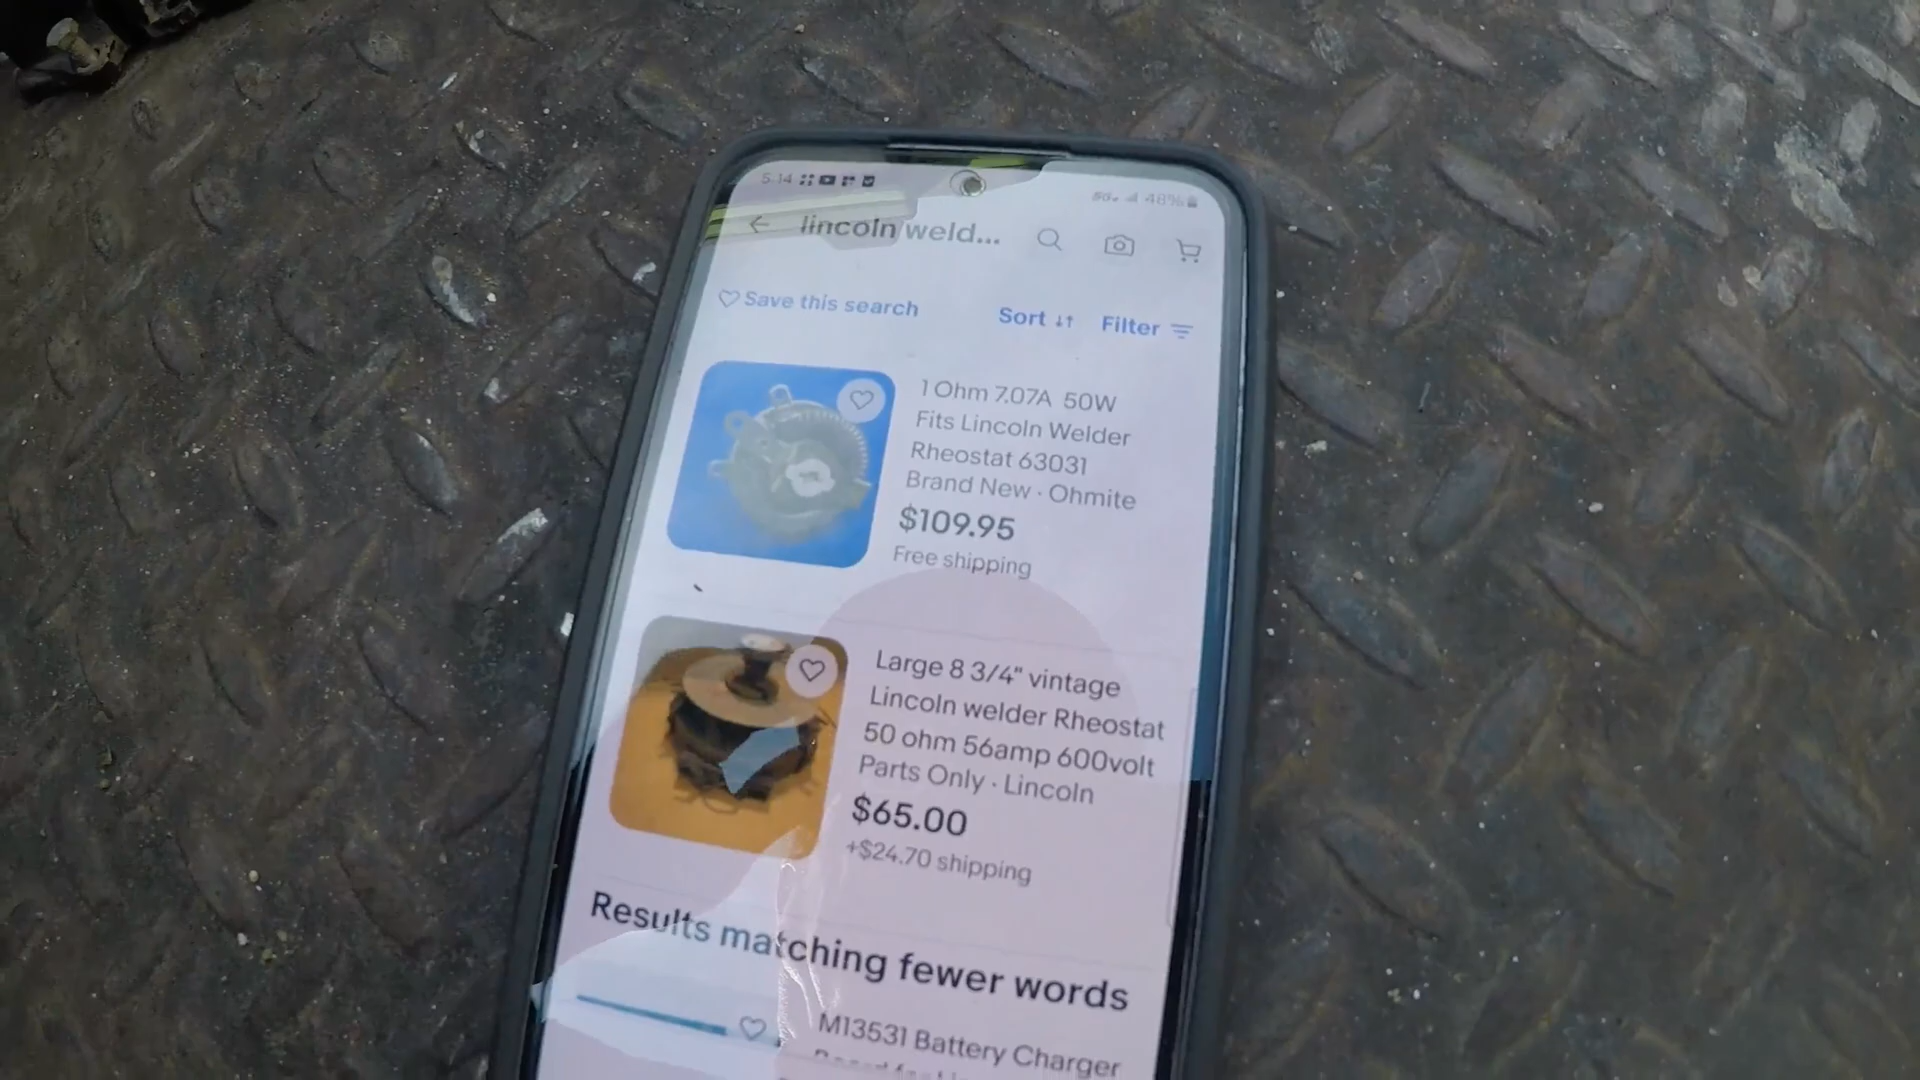 5:14
5G 48%
lincoln weld...
Save this search
Sort Filter
1 Ohm 7.07A 50W
Fits Lincoln Welder
Rheostat 63031
Brand New · Ohmite
$109.95
Free shipping
Large 8 3/4" vintage
Lincoln welder Rheostat
50 ohm 56amp 600volt
Parts Only · Lincoln
$65.00
+$24.70 shipping
Results matching fewer words
M13531 Battery Charger